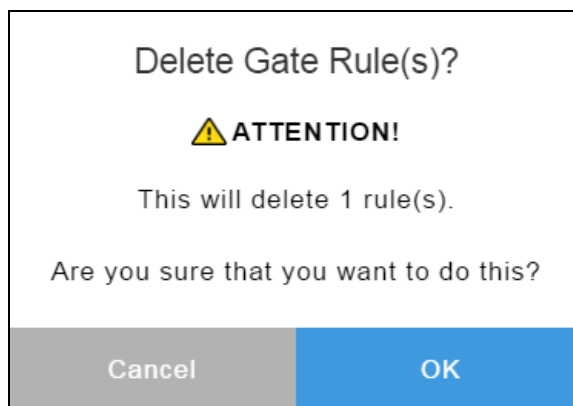 Delete Gate Rule(s)?
ATTENTION!
This will delete 1 rule(s).
Are you sure that you want to do this?
Cancel
OK